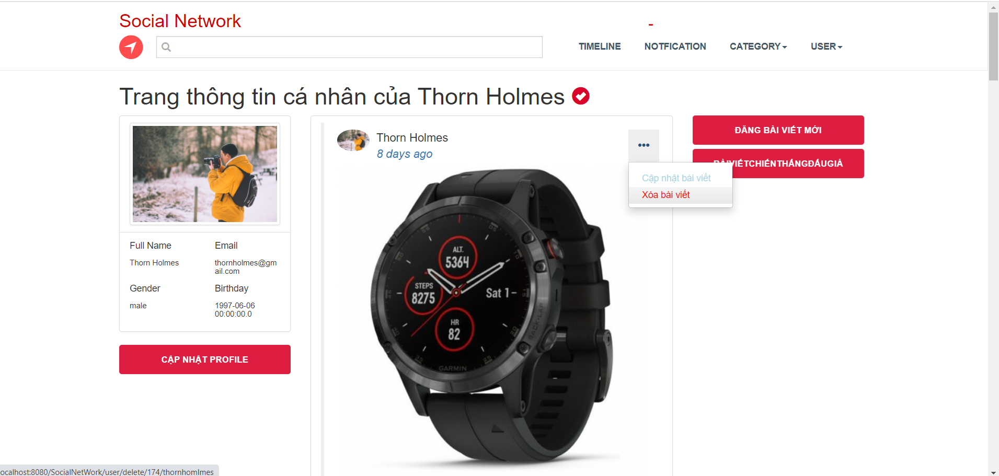 Social Network
-
TIMELINE NOTFICATION CATEGORY USER
Trang thông tin cá nhân của Thorn Holmes
Full Name Email
Thorn Holmes thornholmes@gm
ail.com
Gender Birthday
male 1997-06-06
00:00:00.0
CẬP NHẬT PROFILE
Thorn Holmes
8 days ago
•••
Cập nhật bài viết
Xóa bài viết
ĐĂNG BÀI VIẾT MỚI
BÀIVIẾTCHIẾNTHẮNGĐẤUGIÁ
ALT.
5364
STEPS
8275
Sat 1
HR
82
GARMIN
BACK•LAP
ocalhost:8080/SocialNetWork/user/delete/174/thornhomlmes